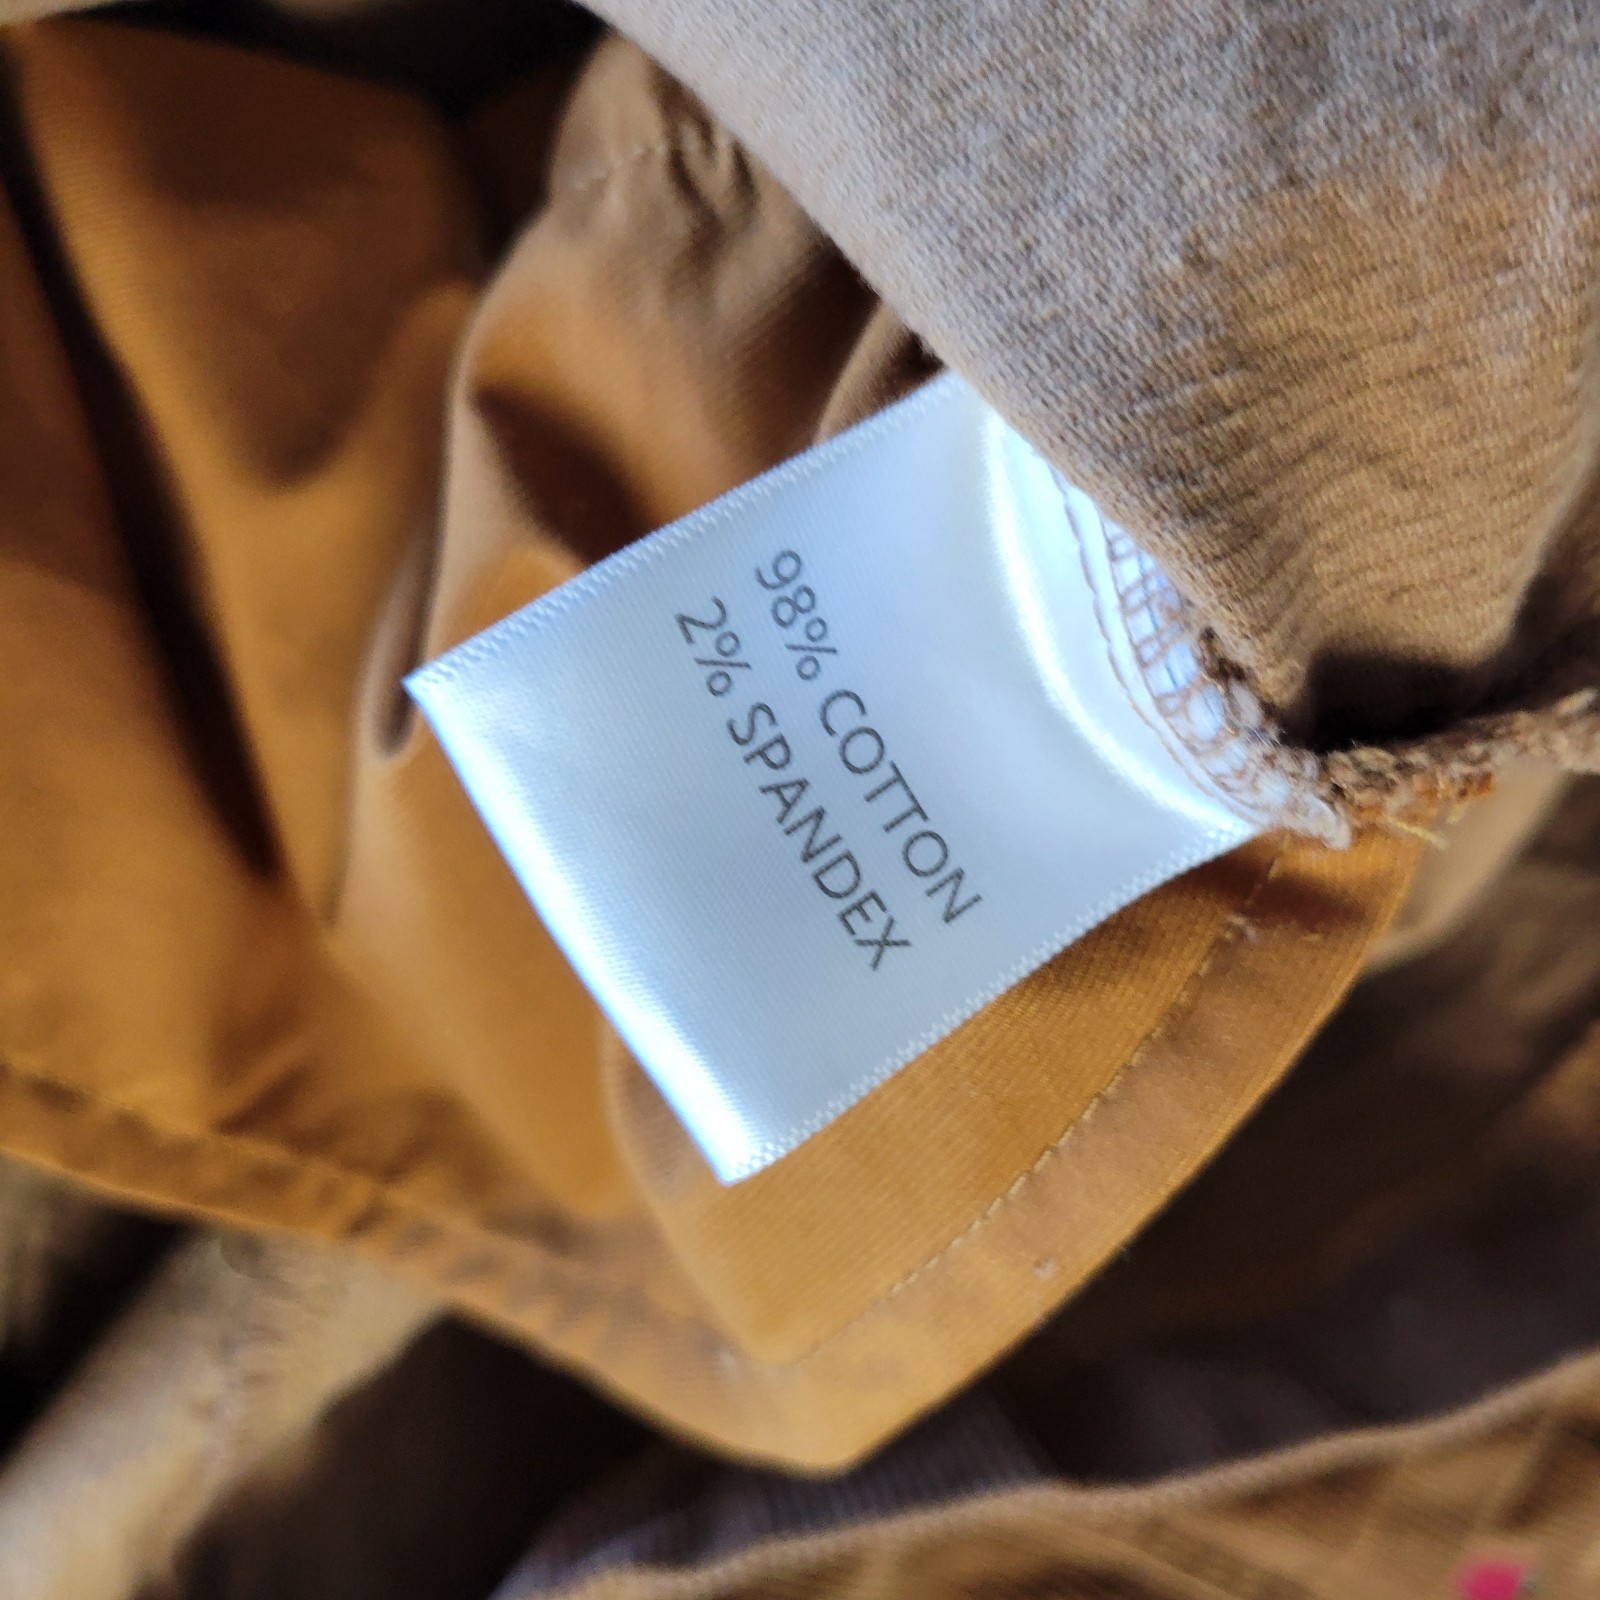 98% COTTON
2% SPANDEX